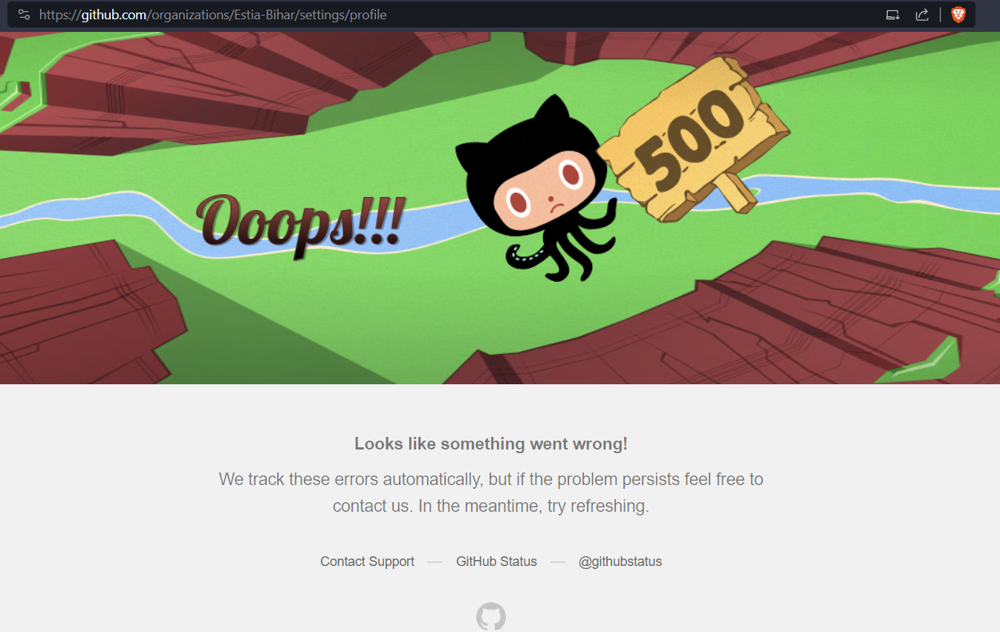 https://github.com/organizations/Estia-Bihar/settings/profile
500
Ooops!!!
Looks like something went wrong!
We track these errors automatically, but if the problem persists feel free to
contact us. In the meantime, try refreshing.
Contact Support — GitHub Status — @githubstatus